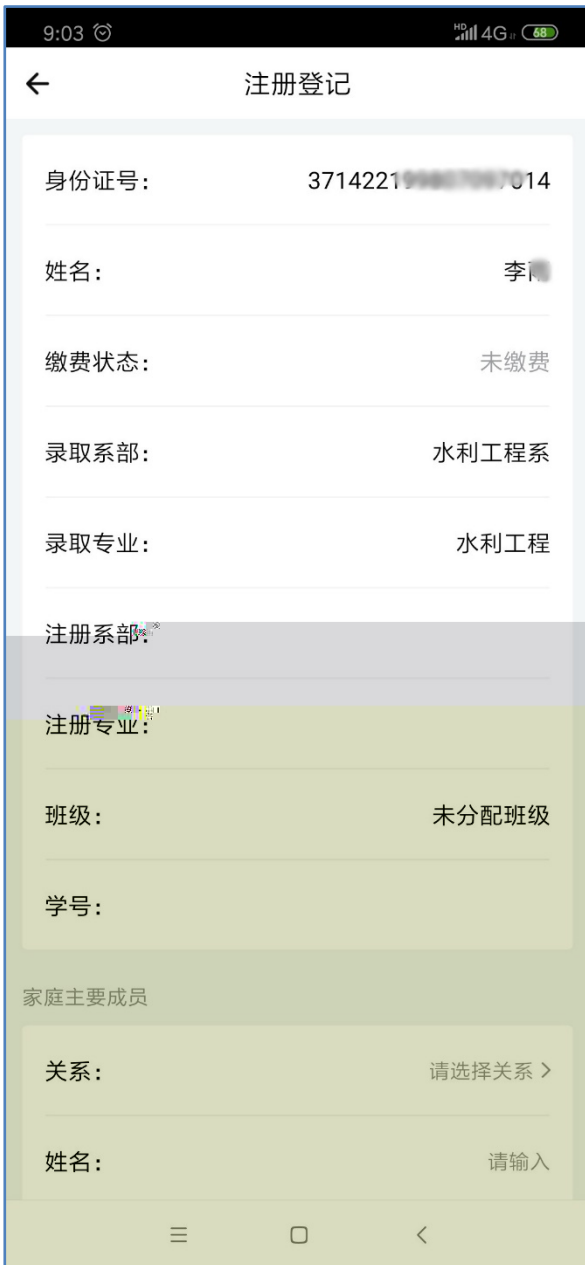 9:03
HD 4G 68
注册登记
身份证号： 3714221 014
姓名： 李
缴费状态： 未缴费
录取系部： 水利工程系
录取专业： 水利工程
注册系部：
注册专业：
班级： 未分配班级
学号：
家庭主要成员
关系： 请选择关系
姓名： 请输入